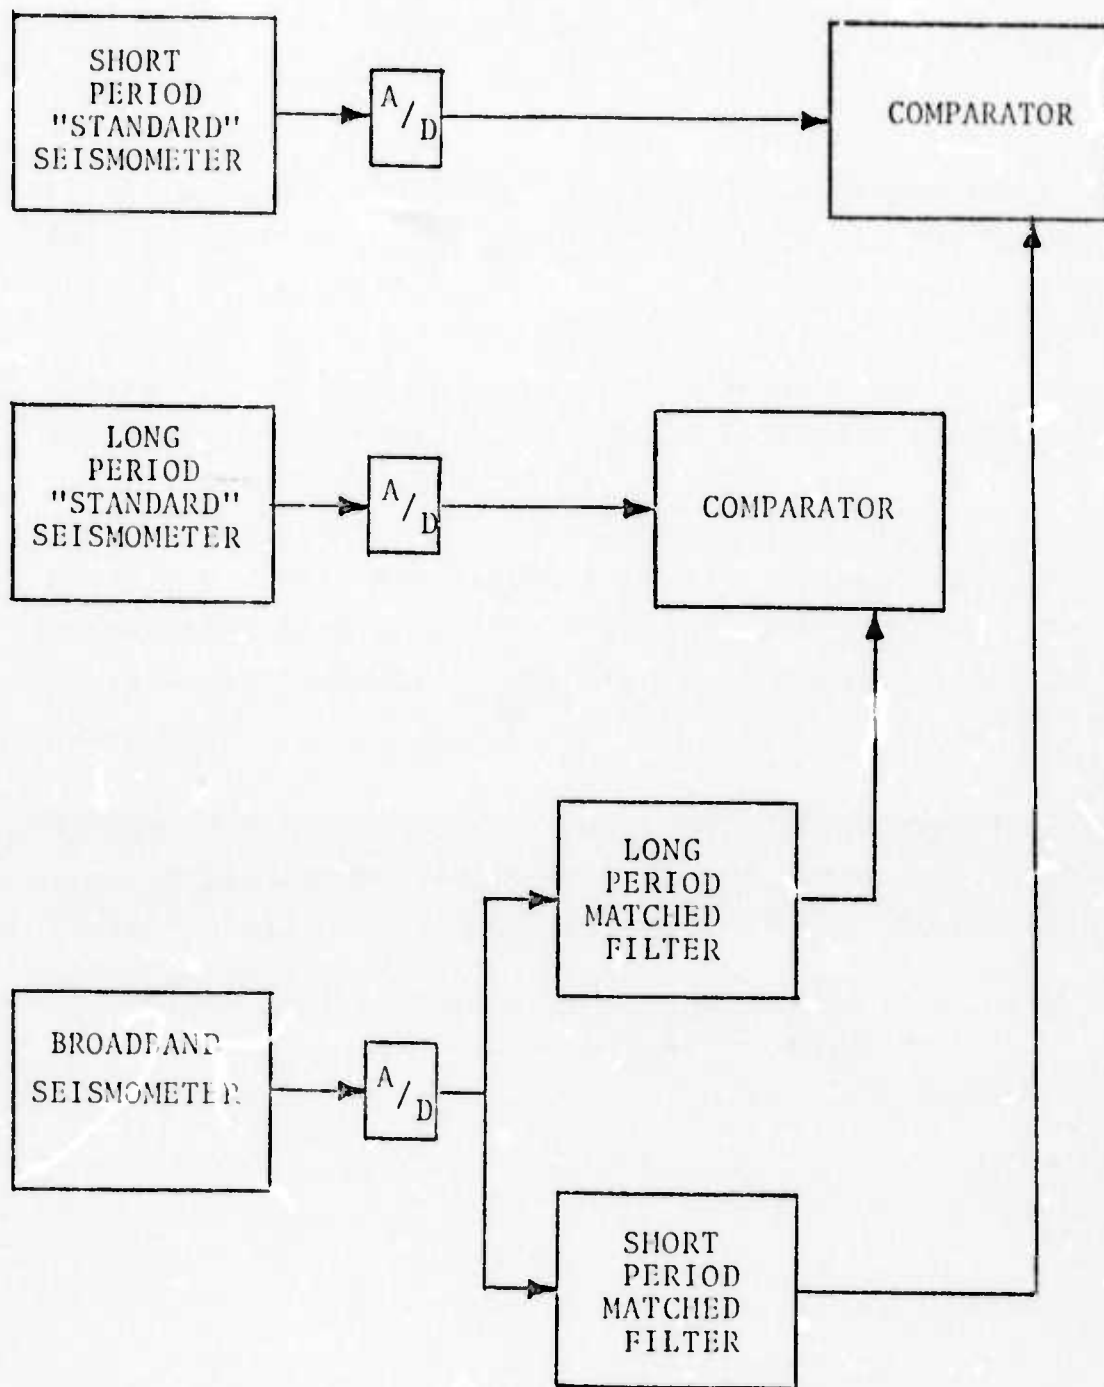 SHORT
PERIOD
"STANDARD"
SEISMOMETER
A/D
COMPARATOR
LONG
PERIOD
"STANDARD"
SEISMOMETER
A/D
COMPARATOR
LONG
PERIOD
MATCHED
FILTER
BROADBAND
SEISMOMETER
A/D
SHORT
PERIOD
MATCHED
FILTER